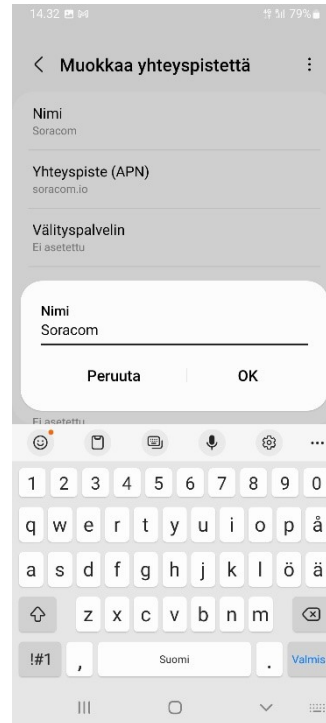 14.32
79%
Muokkaa yhteyspistettä
Nimi
Soracom
Yhteyspiste (APN)
soracom.io
Välityspalvelin
Ei asetettu
Nimi
Soracom
Peruuta OK
Ei asetettu
1 2 3 4 5 6 7 8 9 0
q w e r t y u i o p å
a s d f g h j k l ö ä
z x c v b n m
!#1 , Suomi . Valmis